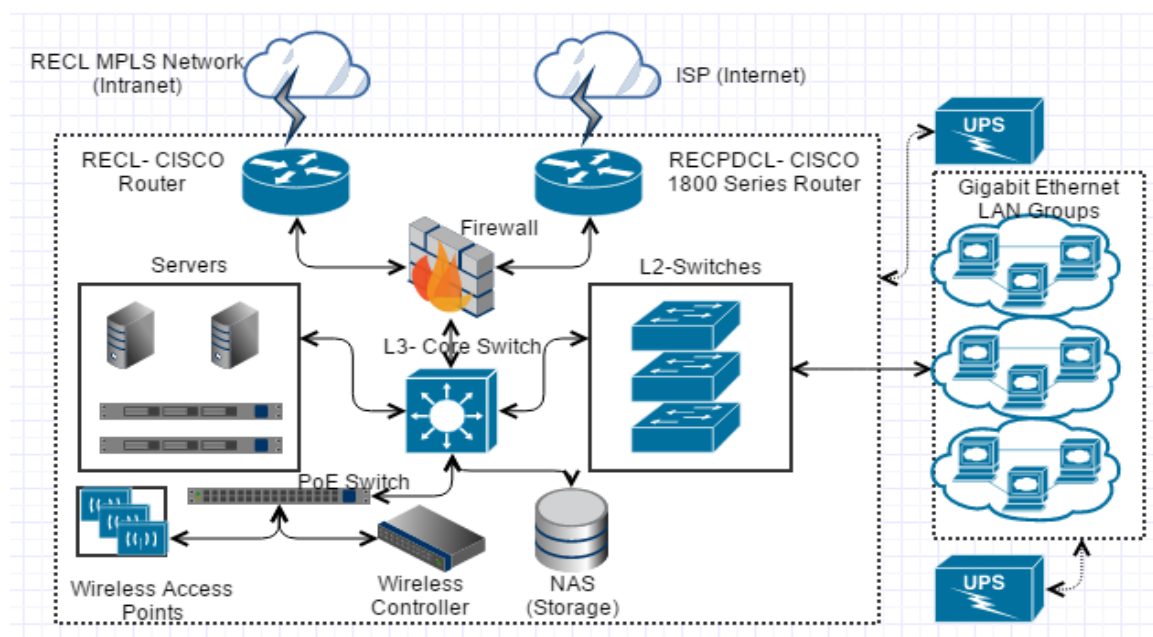 RECL MPLS Network
(Intranet)
ISP (Internet)
UPS
RECL- CISCO
Router
RECPDCL- CISCO
1800 Series Router
Gigabit Ethernet
LAN Groups
Firewall
Servers
L2-Switches
L3- Core Switch
PoE Switch
Wireless Access
Points
Wireless
Controller
NAS
(Storage)
UPS